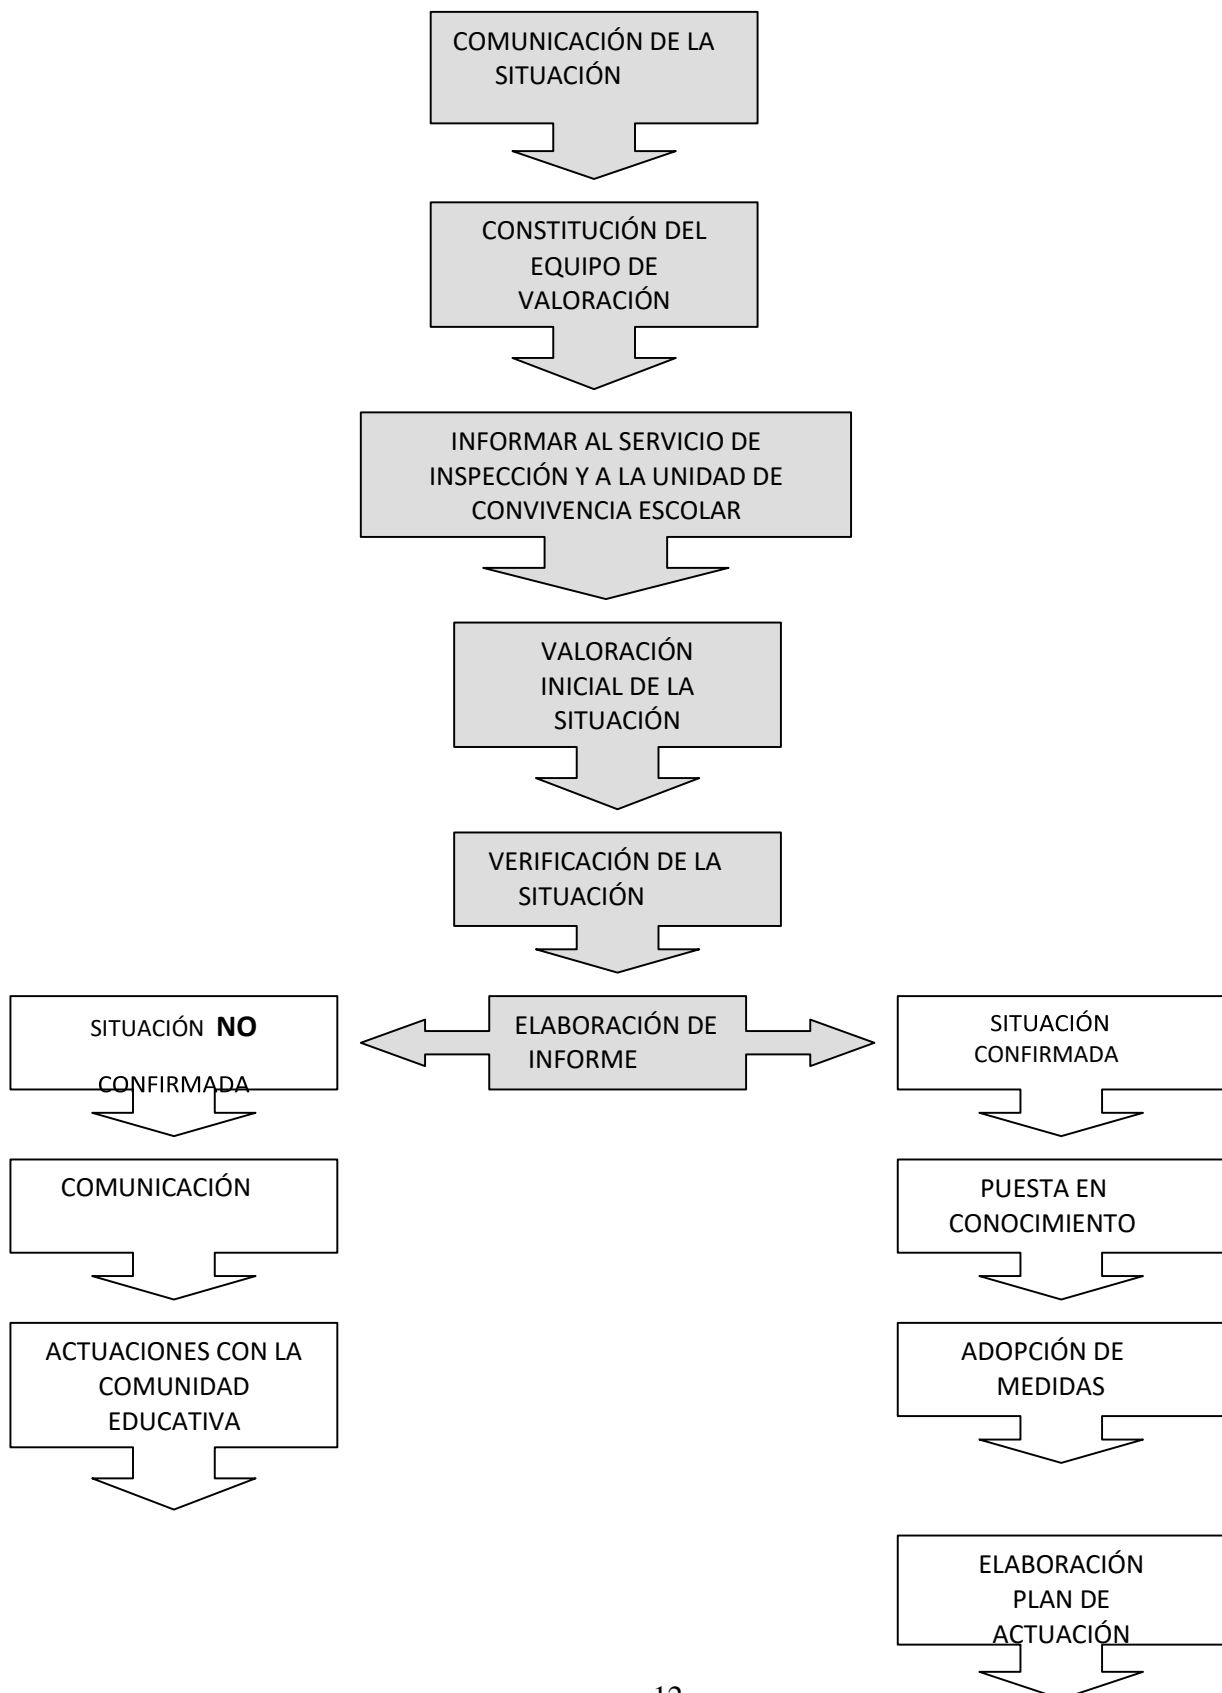 COMUNICACIÓN DE LA
SITUACIÓN
CONSTITUCIÓN DEL
EQUIPO DE
VALORACIÓN
INFORMAR AL SERVICIO DE
INSPECCIÓN Y A LA UNIDAD DE
CONVIVENCIA ESCOLAR
VALORACIÓN
INICIAL DE LA
SITUACIÓN
VERIFICACIÓN DE LA
SITUACIÓN
SITUACIÓN NO
CONFIRMADA
ELABORACIÓN DE
INFORME
SITUACIÓN
CONFIRMADA
COMUNICACIÓN
PUESTA EN
CONOCIMIENTO
ACTUACIONES CON LA
COMUNIDAD
EDUCATIVA
ADOPCIÓN DE
MEDIDAS
ELABORACIÓN
PLAN DE
ACTUACIÓN
12